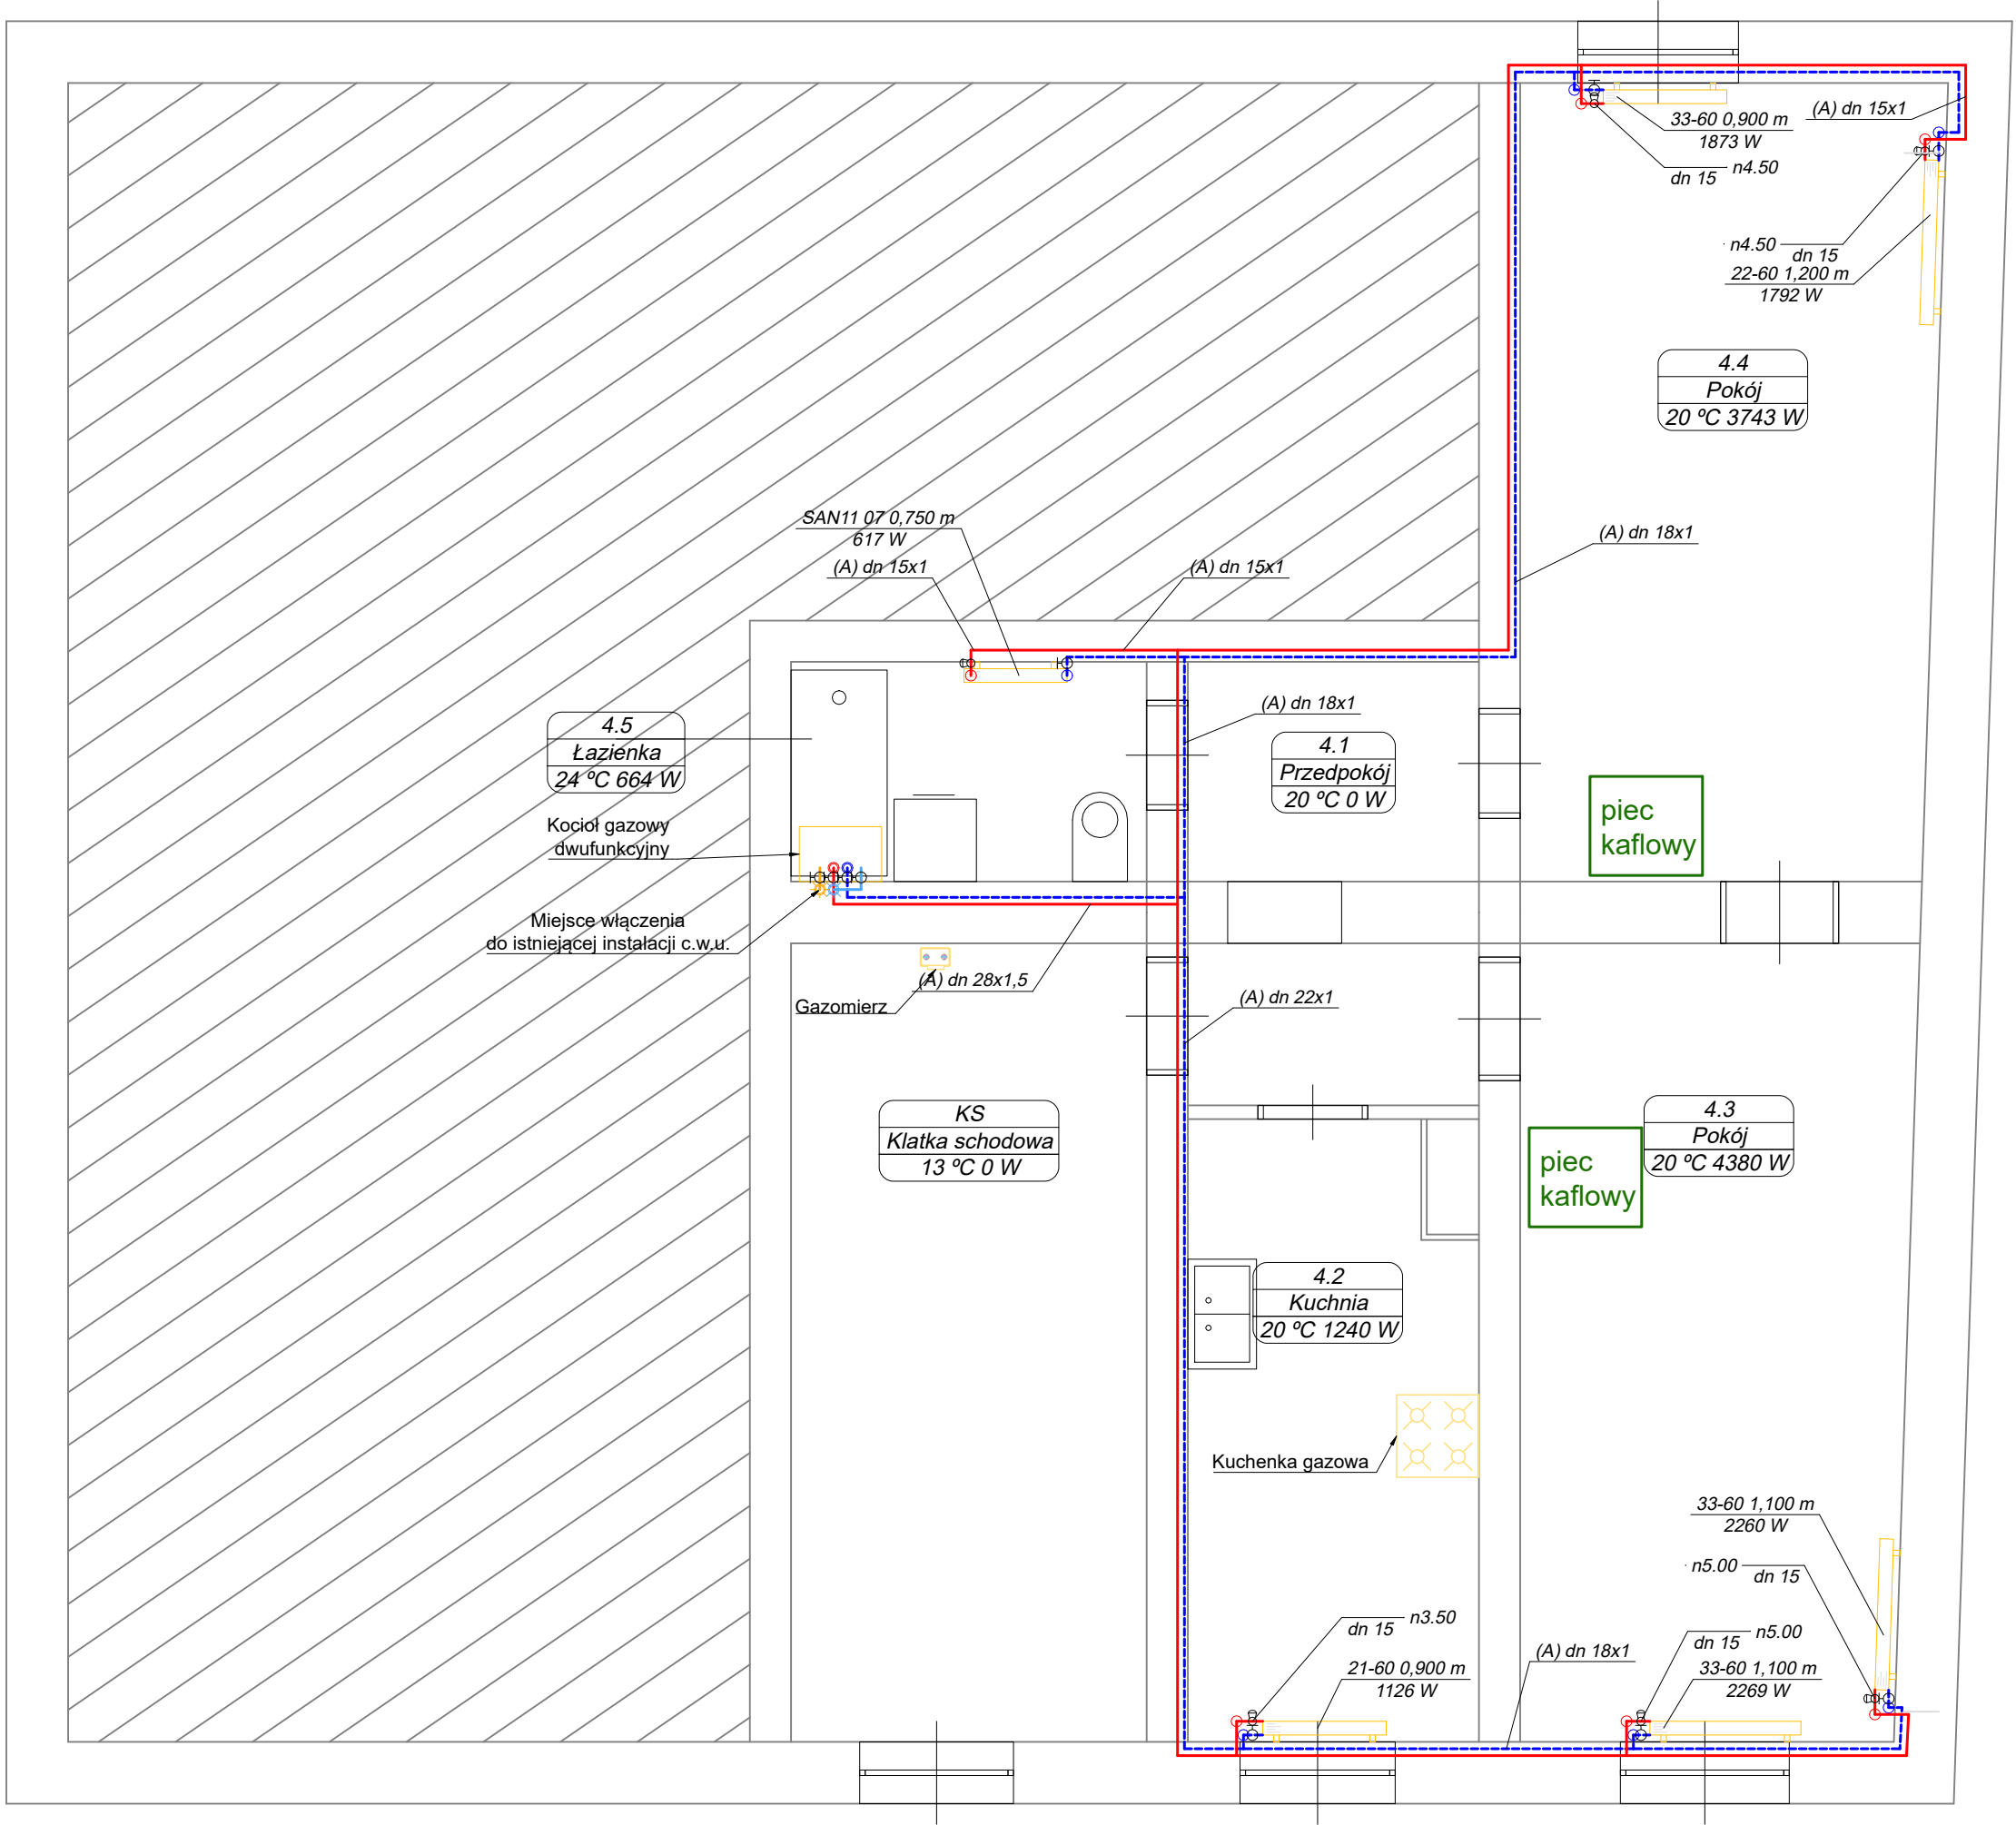 33-60 0,900 m
1873 W
(A) dn 15x1
dn 15 n4.50
n4.50 dn 15
22-60 1,200 m
1792 W
4.4
Pokój
20 ºC 3743 W
SAN11 07 0,750 m
617 W
(A) dn 15x1
(A) dn 15x1
(A) dn 18x1
4.5
Łazienka
24 ºC 664 W
(A) dn 18x1
4.1
Przedpokój
20 ºC 0 W
piec
kaflowy
Kocioł gazowy
dwufunkcyjny
Miejsce włączenia
do istniejącej instalacji c.w.u.
(A) dn 28x1,5
Gazomierz
(A) dn 22x1
KS
Klatka schodowa
13 ºC 0 W
4.3
Pokój
20 ºC 4380 W
piec
kaflowy
4.2
Kuchnia
20 ºC 1240 W
Kuchenka gazowa
33-60 1,100 m
2260 W
n5.00 dn 15
dn 15 n3.50
21-60 0,900 m
1126 W
(A) dn 18x1
dn 15 n5.00
33-60 1,100 m
2269 W